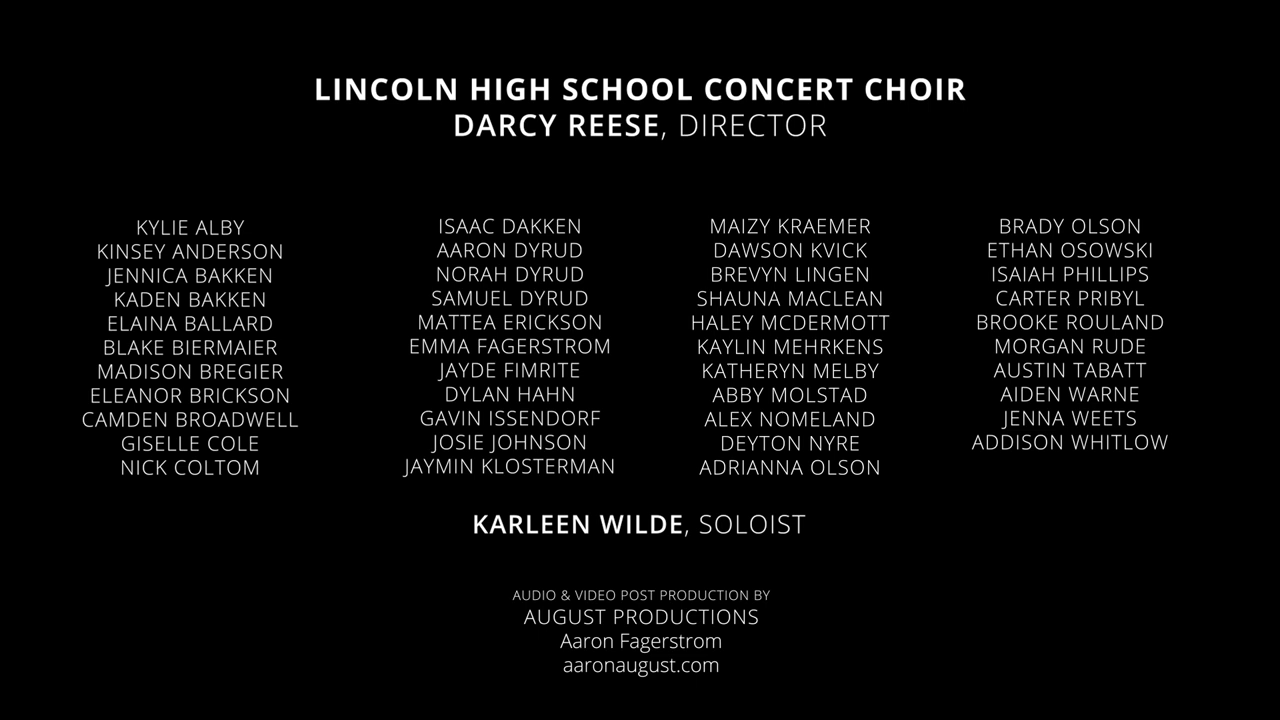 LINCOLN HIGH SCHOOL CONCERT CHOIR
DARCY REESE, DIRECTOR
KYLIE ALBY
KINSEY ANDERSON
JENNICA BAKKEN
KADEN BAKKEN
ELAINA BALLARD
BLAKE BIERMAIER
MADISON BREGIER
ELEANOR BRICKSON
CAMDEN BROADWELL
GISELLE COLE
NICK COLTOM
ISAAC DAKKEN
AARON DYRUD
NORAH DYRUD
SAMUEL DYRUD
MATTEA ERICKSON
EMMA FAGERSTROM
JAYDE FIMRITE
DYLAN HAHN
GAVIN ISSENDORF
JOSIE JOHNSON
JAYMIN KLOSTERMAN
MAIZY KRAEMER
DAWSON KVICK
BREVYN LINGEN
SHAUNA MACLEAN
HALEY MCDERMOTT
KAYLIN MEHRKENS
KATHERYN MELBY
ABBY MOLSTAD
ALEX NOMELAND
DEYTON NYRE
ADRIANNA OLSON
BRADY OLSON
ETHAN OSOWSKI
ISAIAH PHILLIPS
CARTER PRIBYL
BROOKE ROULAND
MORGAN RUDE
AUSTIN TABATT
AIDEN WARNE
JENNA WEETS
ADDISON WHITLOW
KARLEEN WILDE, SOLOIST
AUDIO & VIDEO POST PRODUCTION BY
AUGUST PRODUCTIONS
Aaron Fagerstrom
aaronaugust.com